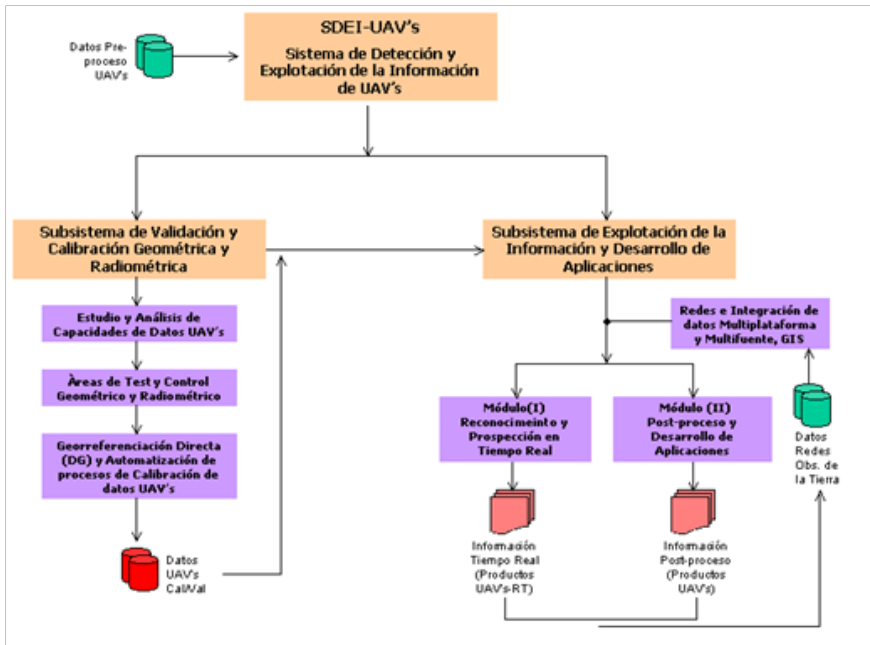 SDEI-UAV's
Sistema de Detección y
Explotación de la Información
de UAV's
Datos Pre-
proceso
UAV's
Subsistema de Validación y
Calibración Geométrica y
Radiométrica
Subsistema de Explotación de la
Información y Desarrollo de
Aplicaciones
Estudio y Análisis de
Capacidades de Datos UAV's
Àreas de Test y Control
Geométrico y Radiométrico
Georreferenciación Directa
(DG) y Automatización de
procesos de Calibración de
datos UAV's
Datos
UAV's
Cal/Val
Redes e Integración de
datos Multiplataforma
y Multifuente, GIS
Módulo(I)
Reconocimeinto y
Prospección en
Tiempo Real
Módulo (II)
Post-proceso y
Desarrollo de
Aplicaciones
Datos
Redes
Obs. de
la Tierra
Información
Tiempo Real
(Productos
UAV's-RT)
Información
Post-proceso
(Productos
UAV's)